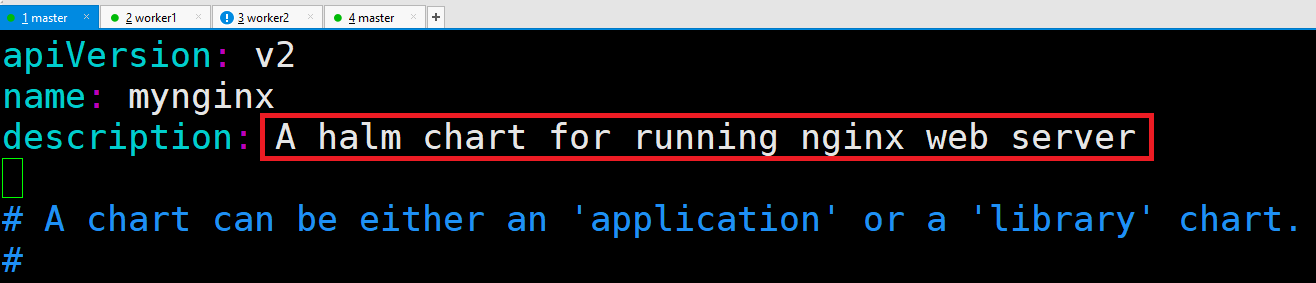 1 master
2 worker1
3 worker2
4 master
apiVersion: v2
name: mynginx
description: A halm chart for running nginx web server
# A chart can be either an 'application' or a 'library' chart.
#